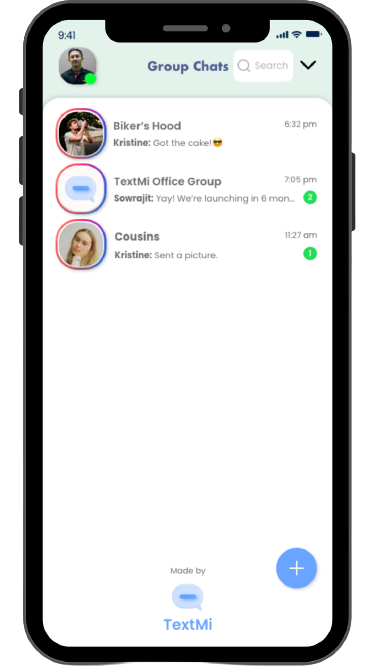 9:41
Group Chats
Search
Biker's Hood
6:32 pm
Kristine: Got the cake!😎
TextMi Office Group
7:05 pm
Sowrajit: Yay! We're launching in 6 mon...
2
Cousins
11:27 am
Kristine: Sent a picture.
1
Made by
TextMi